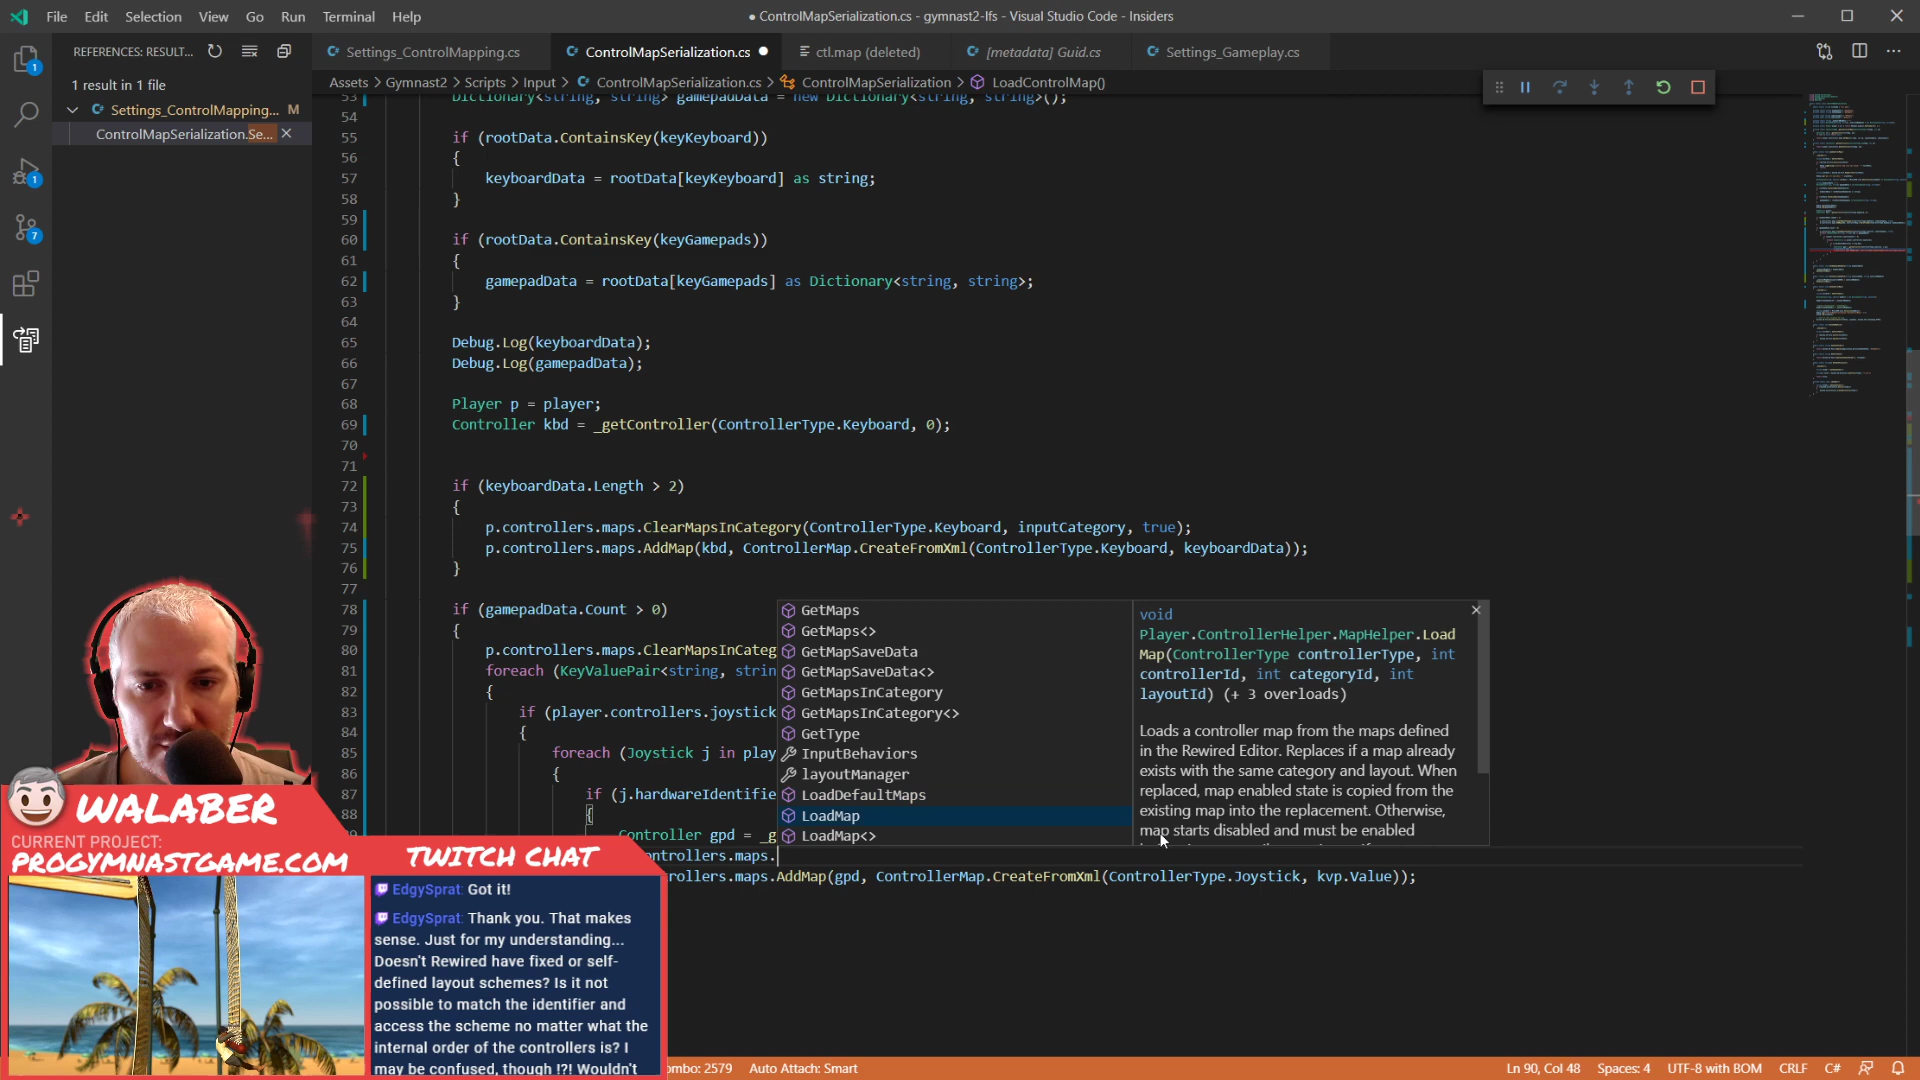 File Edit Selection View Go Run Terminal Help
● ControlMapSerialization.cs - gymnast2-lfs - Visual Studio Code - Insiders
REFERENCES: RESULT...
Settings_ControlMapping.cs
ControlMapSerialization.cs
ctl.map (deleted)
[metadata] Guid.cs
Settings_Gameplay.cs
1 result in 1 file
Settings_ControlMapping... M
ControlMapSerialization.Se...
Assets > Gymnast2 > Scripts > Input > ControlMapSerialization.cs > ControlMapSerialization > LoadControlMap()
53 Dictionary<string, string> gamepadData = new Dictionary<string, string>();
54
55 if (rootData.ContainsKey(keyKeyboard))
56 {
57 keyboardData = rootData[keyKeyboard] as string;
58 }
59
60 if (rootData.ContainsKey(keyGamepads))
61 {
62 gamepadData = rootData[keyGamepads] as Dictionary<string, string>;
63 }
64
65 Debug.Log(keyboardData);
66 Debug.Log(gamepadData);
67
68 Player p = player;
69 Controller kbd = _getController(ControllerType.Keyboard, 0);
70
71
72 if (keyboardData.Length > 2)
73 {
74 p.controllers.maps.ClearMapsInCategory(ControllerType.Keyboard, inputCategory, true);
75 p.controllers.maps.AddMap(kbd, ControllerMap.CreateFromXml(ControllerType.Keyboard, keyboardData));
76 }
77
78 if (gamepadData.Count > 0)
79 {
80 p.controllers.maps.ClearMapsInCateg
81 foreach (KeyValuePair<string, strin
82 {
83 if (player.controllers.joystick
84 {
85 foreach (Joystick j in play
86 {
87 if (j.hardwareIdentifie
88 {
Controller gpd = _g
ontrollers.maps.
rollers.maps.AddMap(gpd, ControllerMap.CreateFromXml(ControllerType.Joystick, kvp.Value));
GetMaps
GetMaps<>
GetMapSaveData
GetMapSaveData<>
GetMapsInCategory
GetMapsInCategory<>
GetType
InputBehaviors
layoutManager
LoadDefaultMaps
LoadMap
LoadMap<>
void
Player.ControllerHelper.MapHelper.Load
Map(ControllerType controllerType, int
controllerId, int categoryId, int
layoutId) (+ 3 overloads)
Loads a controller map from the maps defined
in the Rewired Editor. Replaces if a map already
exists with the same category and layout. When
replaced, map enabled state is copied from the
existing map into the replacement. Otherwise,
map starts disabled and must be enabled
1
1
7
WALABER
CURRENT PROJECT:
PROGYMNASTGAME.COM
TWITCH CHAT
EdgySprat: Got it!
EdgySprat: Thank you. That makes
sense. Just for my understanding...
Doesn't Rewired have fixed or self-
defined layout schemes? Is it not
possible to match the identifier and
access the scheme no matter what the
internal order of the controllers is? I
may be confused, though !?! Wouldn't
ombo: 2579 Auto Attach: Smart
Ln 90, Col 48 Spaces: 4 UTF-8 with BOM CRLF C#